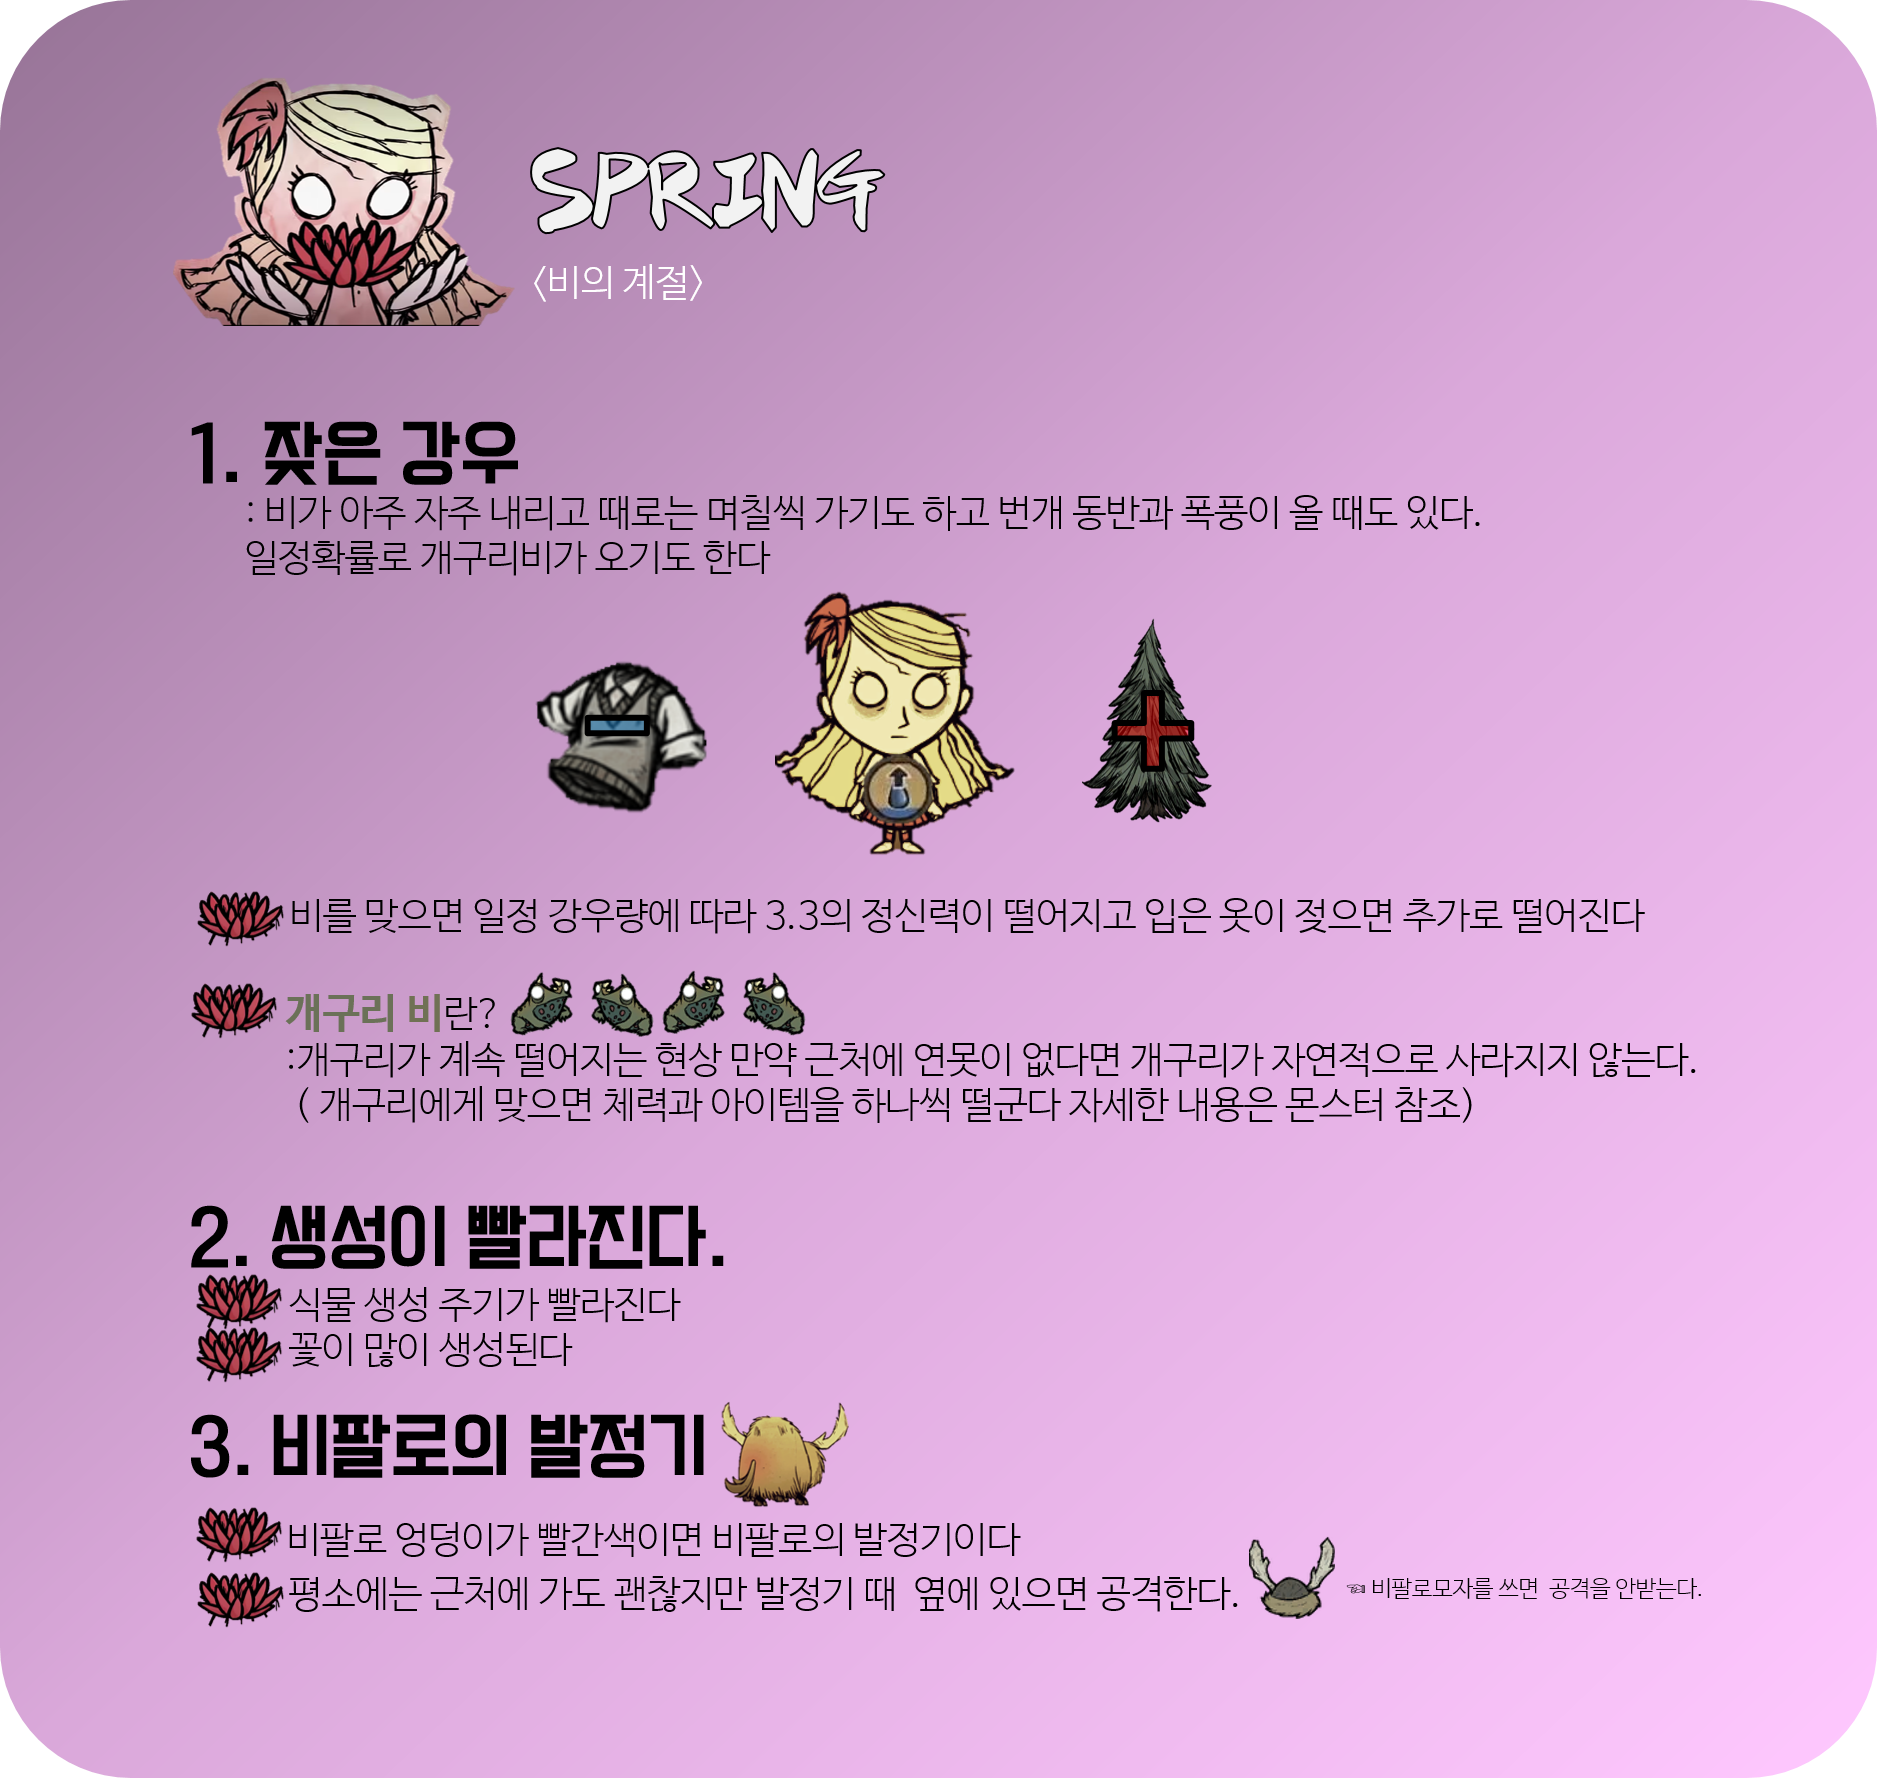 SPRING
<비의 계절>
1. 잦은 강우
: 비가 아주 자주 내리고 때로는 며칠씩 가기도 하고 번개 동반과 폭풍이 올 때도 있다.
일정확률로 개구리비가 오기도 한다
비를 맞으면 일정 강우량에 따라 3.3의 정신력이 떨어지고 입은 옷이 젖으면 추가로 떨어진다
개구리 비란?
:개구리가 계속 떨어지는 현상 만약 근처에 연못이 없다면 개구리가 자연적으로 사라지지 않는다.
( 개구리에게 맞으면 체력과 아이템을 하나씩 떨군다 자세한 내용은 몬스터 참조)
2. 생성이 빨라진다.
식물 생성 주기가 빨라진다
꽃이 많이 생성된다
3. 비팔로의 발정기
비팔로 엉덩이가 빨간색이면 비팔로의 발정기이다
평소에는 근처에 가도 괜찮지만 발정기 때 옆에 있으면 공격한다.
☜ 비팔로모자를 쓰면 공격을 안받는다.